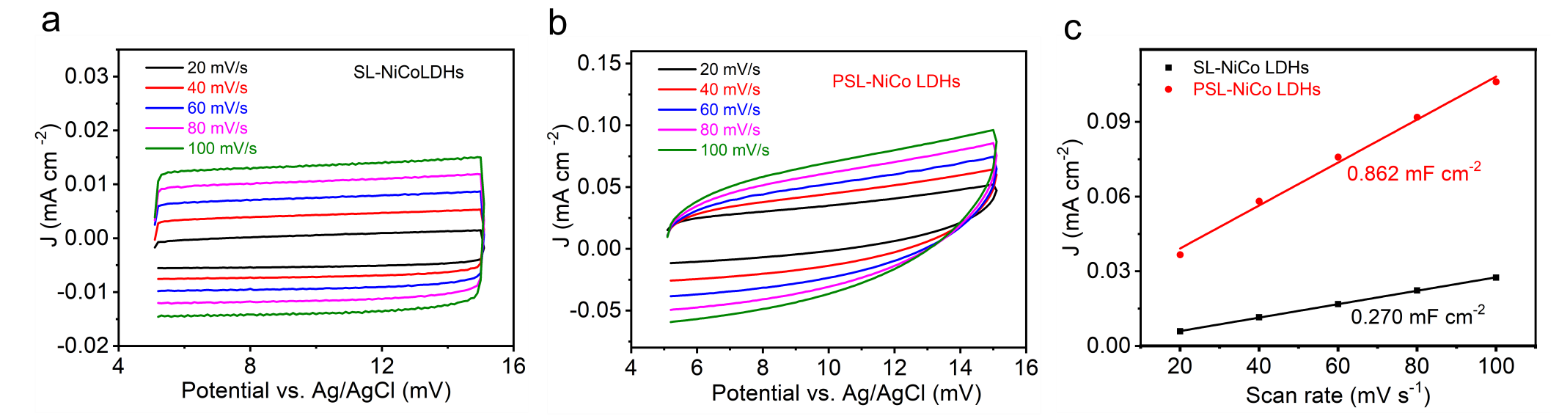 a
0.03
0.02
0.01
0.00
-0.01
-0.02
J (mA cm-2)
20 mV/s
40 mV/s
60 mV/s
80 mV/s
100 mV/s
SL-NiCoLDHs
4 8 12 16
Potential vs. Ag/AgCl (mV)
b
0.15
0.10
0.05
0.00
-0.05
J (mA cm-2)
20 mV/s
40 mV/s
60 mV/s
80 mV/s
100 mV/s
PSL-NiCo LDHs
4 6 8 10 12 14 16
Potential vs. Ag/AgCl (mV)
c
0.09
0.06
0.03
0.00
J (mA cm-2)
SL-NiCo LDHs
PSL-NiCo LDHs
0.862 mF cm-2
0.270 mF cm-2
20 40 60 80 100
Scan rate (mV s-1)